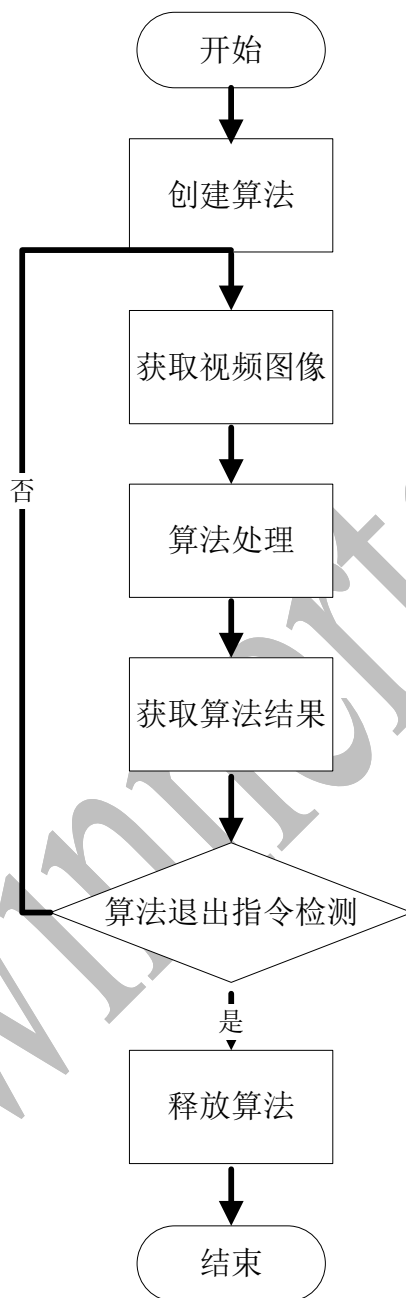 开始
创建算法
获取视频图像
否
算法处理
获取算法结果
算法退出指令检测
是
释放算法
结束